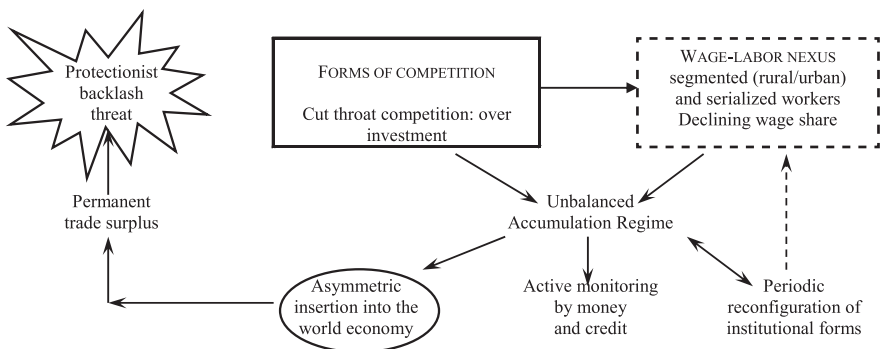 Protectionist
backlash
threat
FORMS OF COMPETITION
Cut throat competition: over
investment
WAGE-LABOR NEXUS
segmented (rural/urban)
and serialized workers
Declining wage share
Permanent
trade surplus
Unbalanced
Accumulation Regime
Asymmetric
insertion into the
world economy
Active monitoring
by money
and credit
Periodic
reconfiguration of
institutional forms